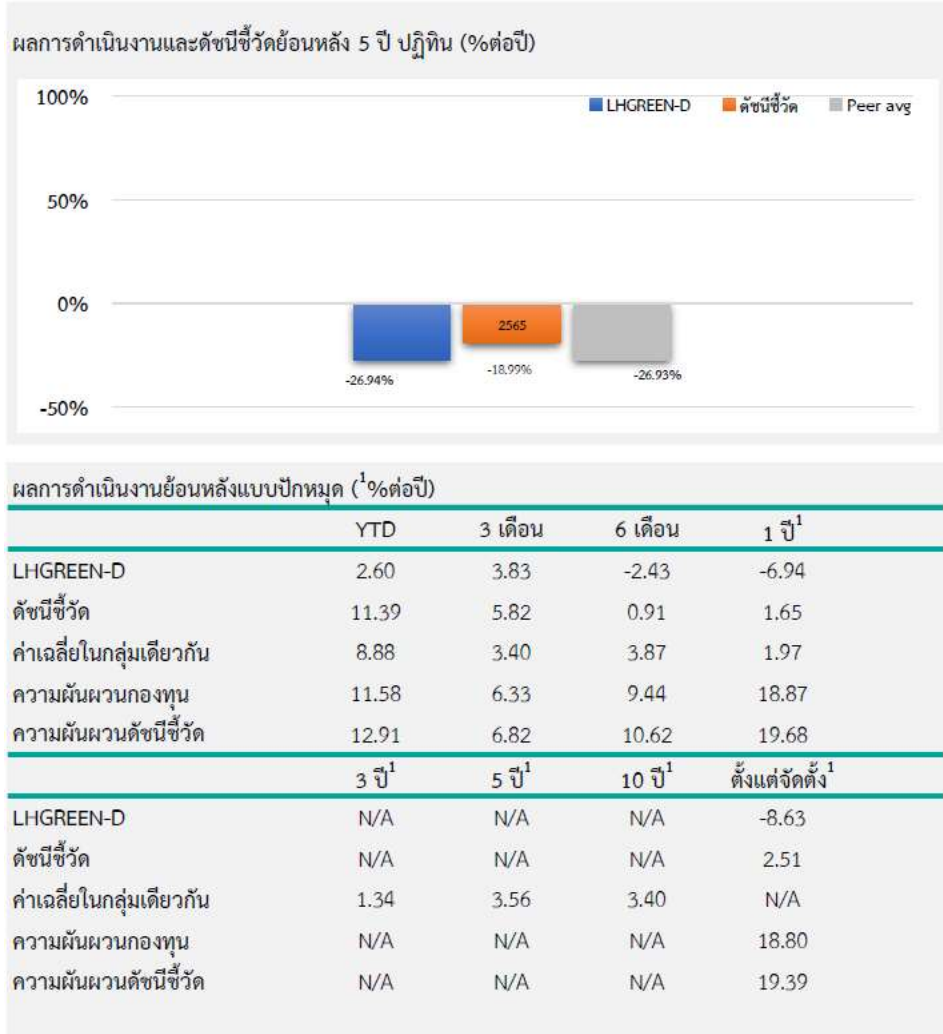 ผลการดำเนินงานและดัชนีชี้วัดย้อนหลัง 5 ปี ปฏิทิน (%ต่อปี)
100%
LHGREEN-D ดัชนีชี้วัด Peer avg
50%
0%
2565
-26.94% -18.99% -26.93%
-50%
ผลการดำเนินงานย้อนหลังแบบปักหมุด (1%ต่อปี)
YTD 3 เดือน 6 เดือน 1 ปี1
LHGREEN-D 2.60 3.83 -2.43 -6.94
ดัชนีชี้วัด 11.39 5.82 0.91 1.65
ค่าเฉลี่ยในกลุ่มเดียวกัน 8.88 3.40 3.87 1.97
ความผันผวนกองทุน 11.58 6.33 9.44 18.87
ความผันผวนดัชนีชี้วัด 12.91 6.82 10.62 19.68
3 ปี1 5 ปี1 10 ปี1 ตั้งแต่จัดตั้ง1
LHGREEN-D N/A N/A N/A -8.63
ดัชนีชี้วัด N/A N/A N/A 2.51
ค่าเฉลี่ยในกลุ่มเดียวกัน 1.34 3.56 3.40 N/A
ความผันผวนกองทุน N/A N/A N/A 18.80
ความผันผวนดัชนีชี้วัด N/A N/A N/A 19.39